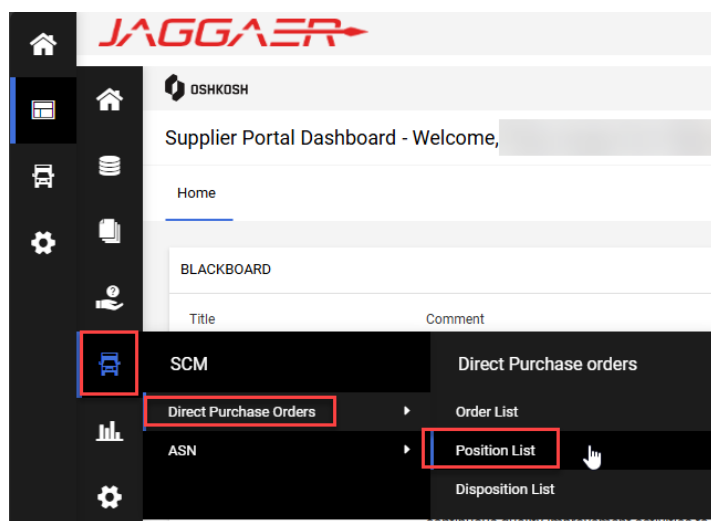 JAGGAER
OSHKOSH
Supplier Portal Dashboard - Welcome,
Home
BLACKBOARD
Title Comment
SCM Direct Purchase orders
Direct Purchase Orders Order List
ASN Position List
Disposition List